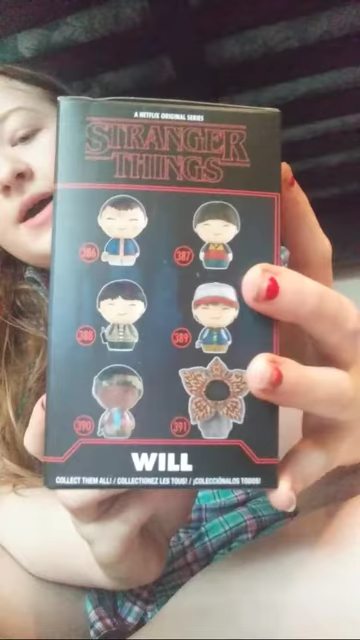 A NETFLIX ORIGINAL SERIES
STRANGER
THINGS
386 387
388 389
390 391
WILL
COLLECT THEM ALL! / COLLECTIONEZ LES TOUS! / ¡COLECCIÓNALOS TODOS!